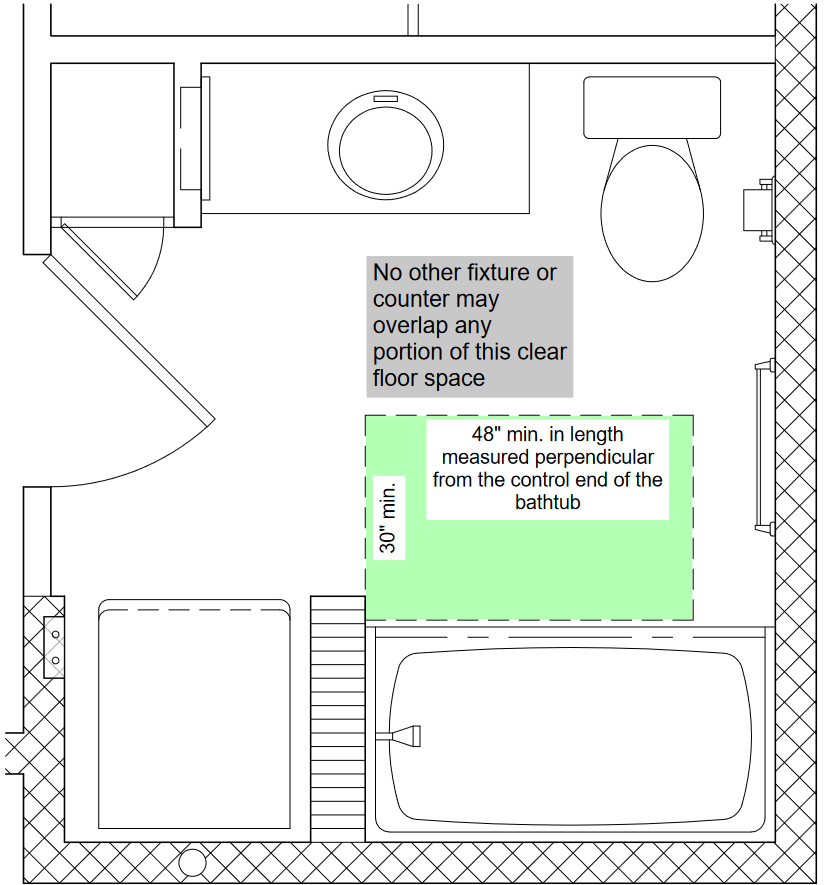 No other fixture or
counter may
overlap any
portion of this clear
floor space
48" min. in length
measured perpendicular
from the control end of the
bathtub
30" min.